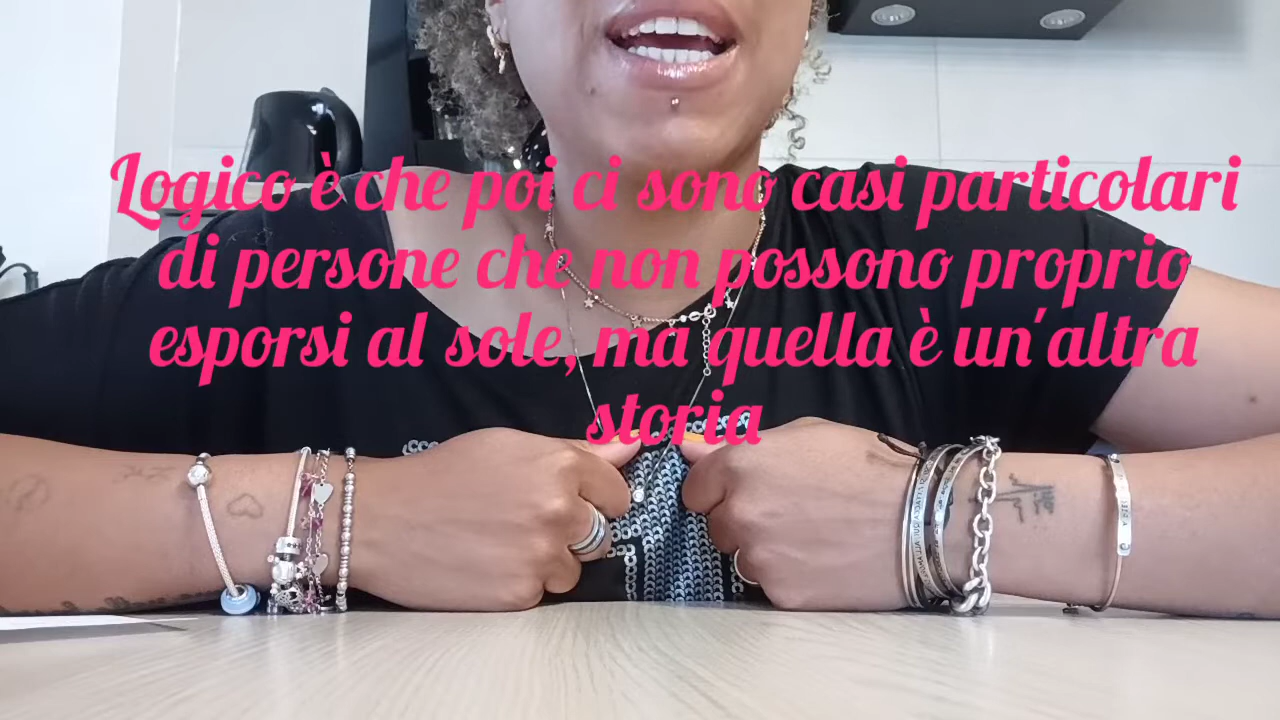 Logico è che poi ci sono casi particolari
di persone che non possono proprio
esporsi al sole, ma quella è un'altra
storia